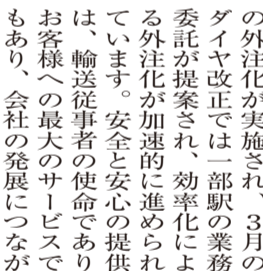 の外注化が実施され、3月の
ダイヤ改正では一部駅の業務
委託が提案され、効率化によ
る外注化が加速的に進められ
ています。安全と安心の提供
は、輸送従事者の使命であり
お客様への最大のサービスで
もあり、会社の発展につなが